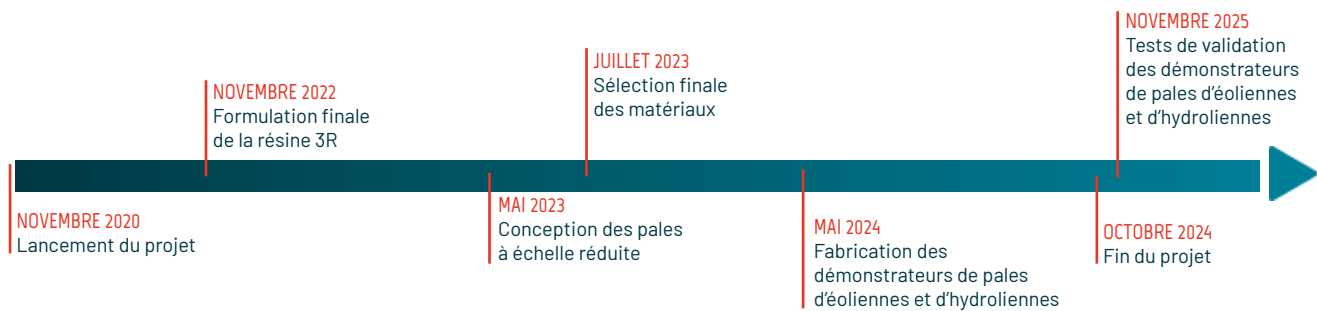 NOVEMBRE 2020
Lancement du projet
NOVEMBRE 2022
Formulation finale
de la résine 3R
MAI 2023
Conception des pales
à échelle réduite
JUILLET 2023
Sélection finale
des matériaux
MAI 2024
Fabrication des
démonstrateurs de pales
d'éoliennes et d'hydroliennes
OCTOBRE 2024
Fin du projet
NOVEMBRE 2025
Tests de validation
des démonstrateurs
de pales d'éoliennes
et d'hydroliennes